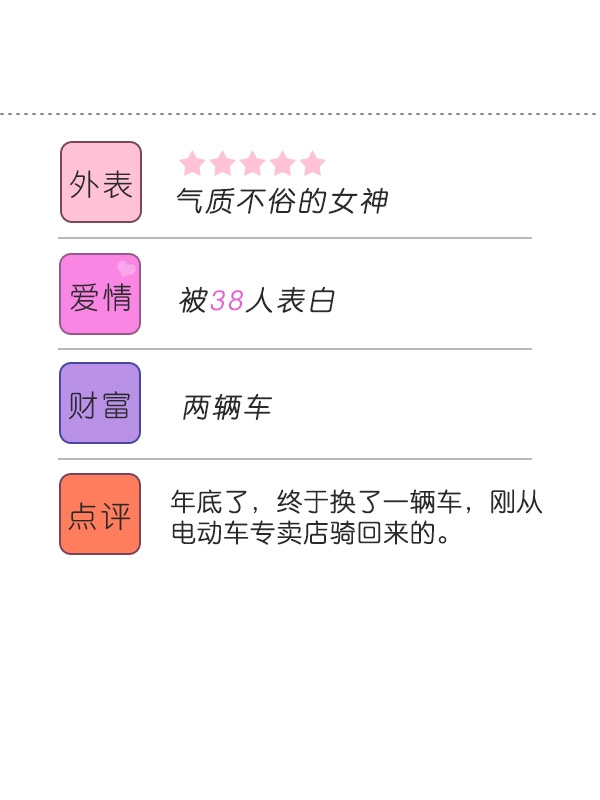 外表
气质不俗的女神
爱情
被38人表白
财富
两辆车
点评
年底了，终于换了一辆车，刚从
电动车专卖店骑回来的。